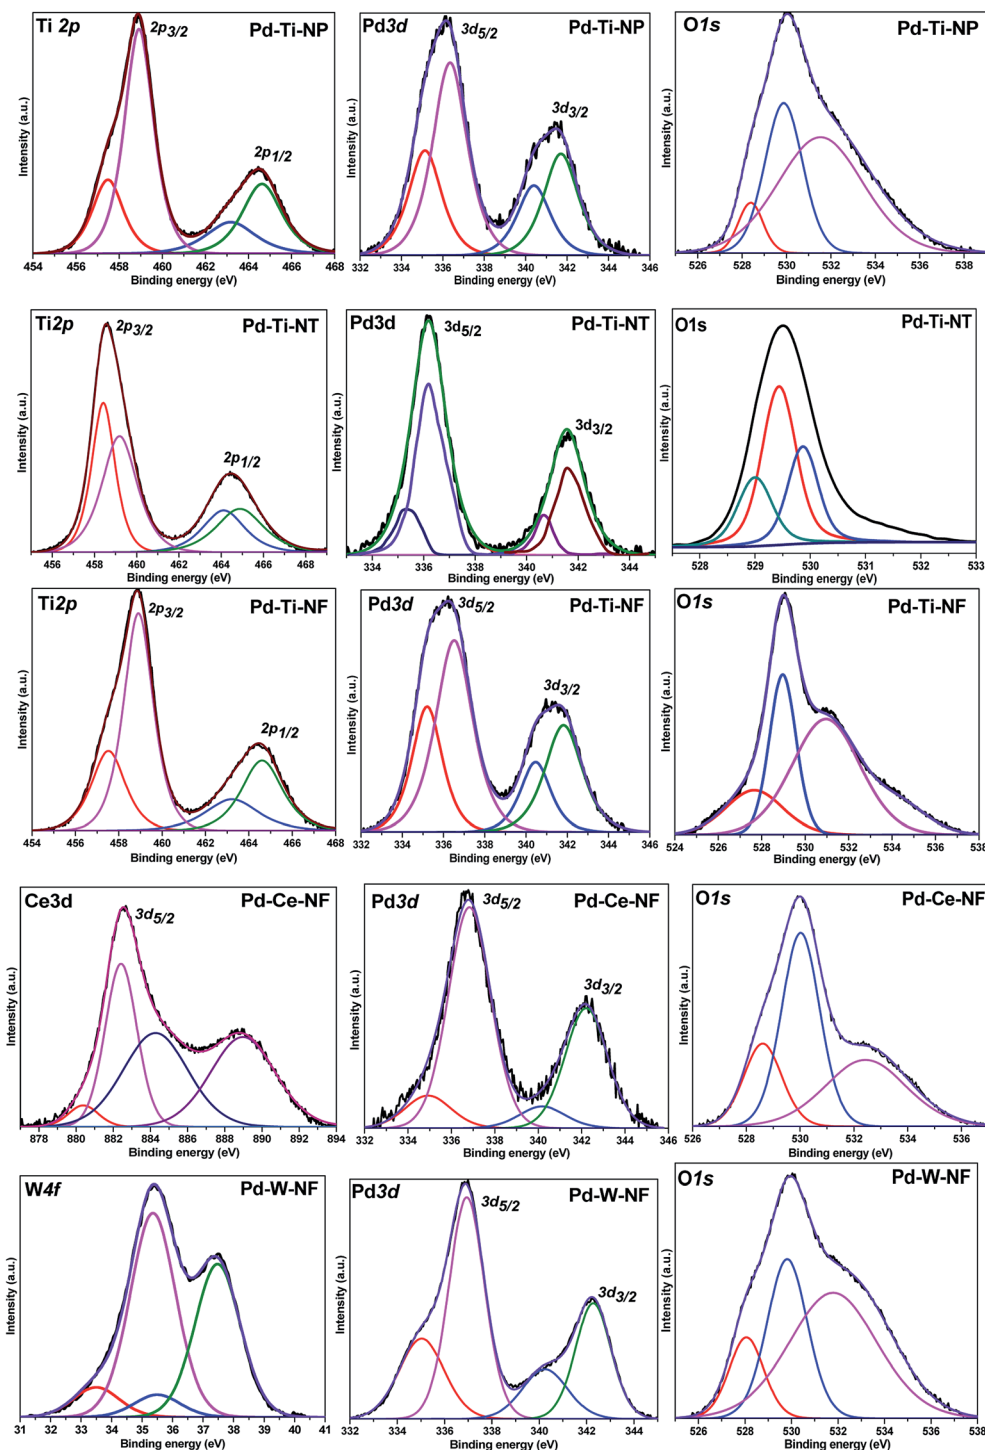 Ti 2p
2p3/2
Pd-Ti-NP
2p1/2
Intensity (a.u.)
454 456 458 460 462 464 466 468
Binding energy (eV)
Pd3d
3d5/2
Pd-Ti-NP
3d3/2
Intensity (a.u.)
332 334 336 338 340 342 344 346
Binding energy (eV)
O1s
Pd-Ti-NP
Intensity (a.u.)
526 528 530 532 534 536 538
Binding energy (eV)
Ti2p
2p3/2
Pd-Ti-NT
2p1/2
Intensity (a.u.)
456 458 460 462 464 466 468
Binding energy (eV)
Pd3d
3d5/2
Pd-Ti-NT
3d3/2
Intensity (a.u.)
334 336 338 340 342 344
Binding energy (eV)
O1s
Pd-Ti-NT
Intensity (a.u.)
528 529 530 531 532 533
Binding energy (eV)
Ti2p
2p3/2
Pd-Ti-NF
2p1/2
Intensity (a.u.)
454 456 458 460 462 464 466 468
Binding energy (eV)
Pd3d
3d5/2
Pd-Ti-NF
3d3/2
Intensity (a.u.)
332 334 336 338 340 342 344 346
Binding energy (eV)
O1s
Pd-Ti-NF
Intensity (a.u.)
524 526 528 530 532 534 536 538
Binding energy (eV)
Ce3d
3d5/2
Pd-Ce-NF
Intensity (a.u.)
878 880 882 884 886 888 890 892 894
Binding energy (eV)
Pd3d
3d5/2
Pd-Ce-NF
3d3/2
Intensity (a.u.)
332 334 336 338 340 342 344 346
Binding energy (eV)
O1s
Pd-Ce-NF
Intensity (a.u.)
526 528 530 532 534 536
Binding energy (eV)
W4f
Pd-W-NF
Intensity (a.u.)
31 32 33 34 35 36 37 38 39 40 41
Binding energy (eV)
Pd3d
3d5/2
Pd-W-NF
3d3/2
Intensity (a.u.)
332 334 336 338 340 342 344
Binding energy (eV)
O1s
Pd-W-NF
Intensity (a.u.)
526 528 530 532 534 536 538
Binding energy (eV)